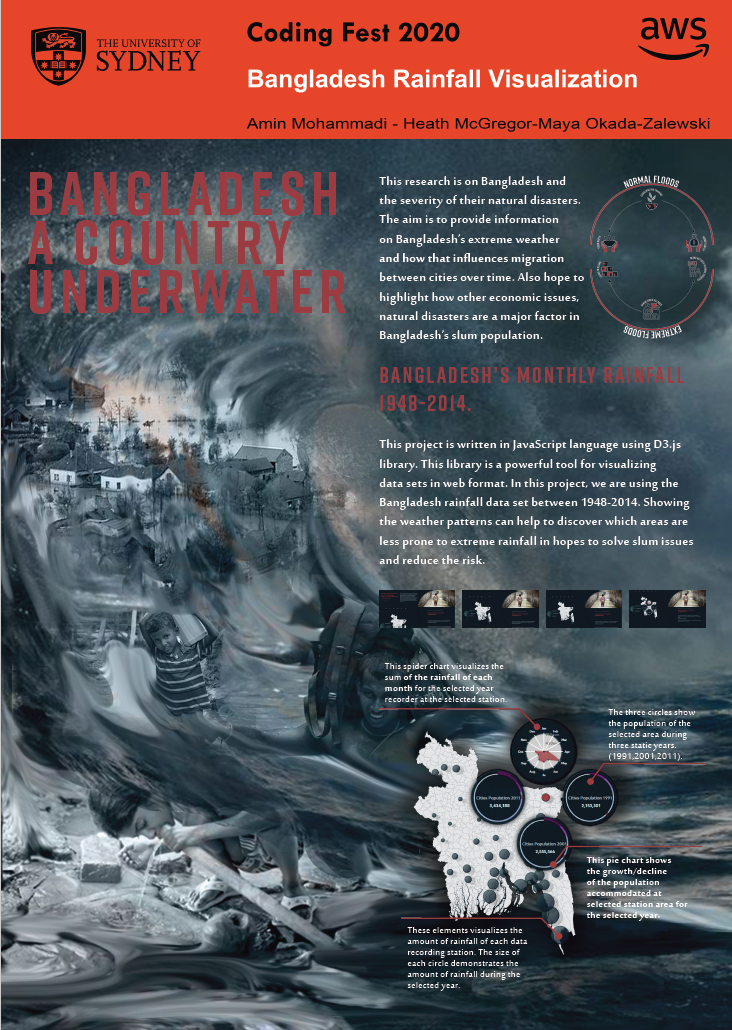 THE UNIVERSITY OF
SYDNEY
Coding Fest 2020
aws
Bangladesh Rainfall Visualization
Amin Mohammadi - Heath McGregor-Maya Okada-Zalewski
BANGLADESH
A COUNTRY
UNDERWATER
This research is on Bangladesh and
the severity of their natural disasters.
The aim is to provide information
on Bangladesh's extreme weather
and how that influences migration
between cities over time. Also hope to
highlight how other economic issues,
natural disasters are a major factor in
Bangladesh's slum population.
NORMAL FLOODS
EXTREME FLOODS
BANGLADESH'S MONTHLY RAINFALL
1948-2014.
This project is written in JavaScript language using D3.js
library. This library is a powerful tool for visualizing
data sets in web format. In this project, we are using the
Bangladesh rainfall data set between 1948-2014. Showing
the weather patterns can help to discover which areas are
less prone to extreme rainfall in hopes to solve slum issues
and reduce the risk.
This spider chart visualizes the
sum of the rainfall of each
month for the selected year
recorder at the selected station.
The three circles show
the population of the
selected area during
three static years.
(1991,2001,2011).
Cities Population 2011
Cities Population 1991
Cities Population 2001
This pie chart shows
the growth/decline
of the population
accommodated at
selected station area for
the selected year.
These elements visualizes the
amount of rainfall of each data
recording station. The size of
each circle demonstrates the
amount of rainfall during the
selected year.